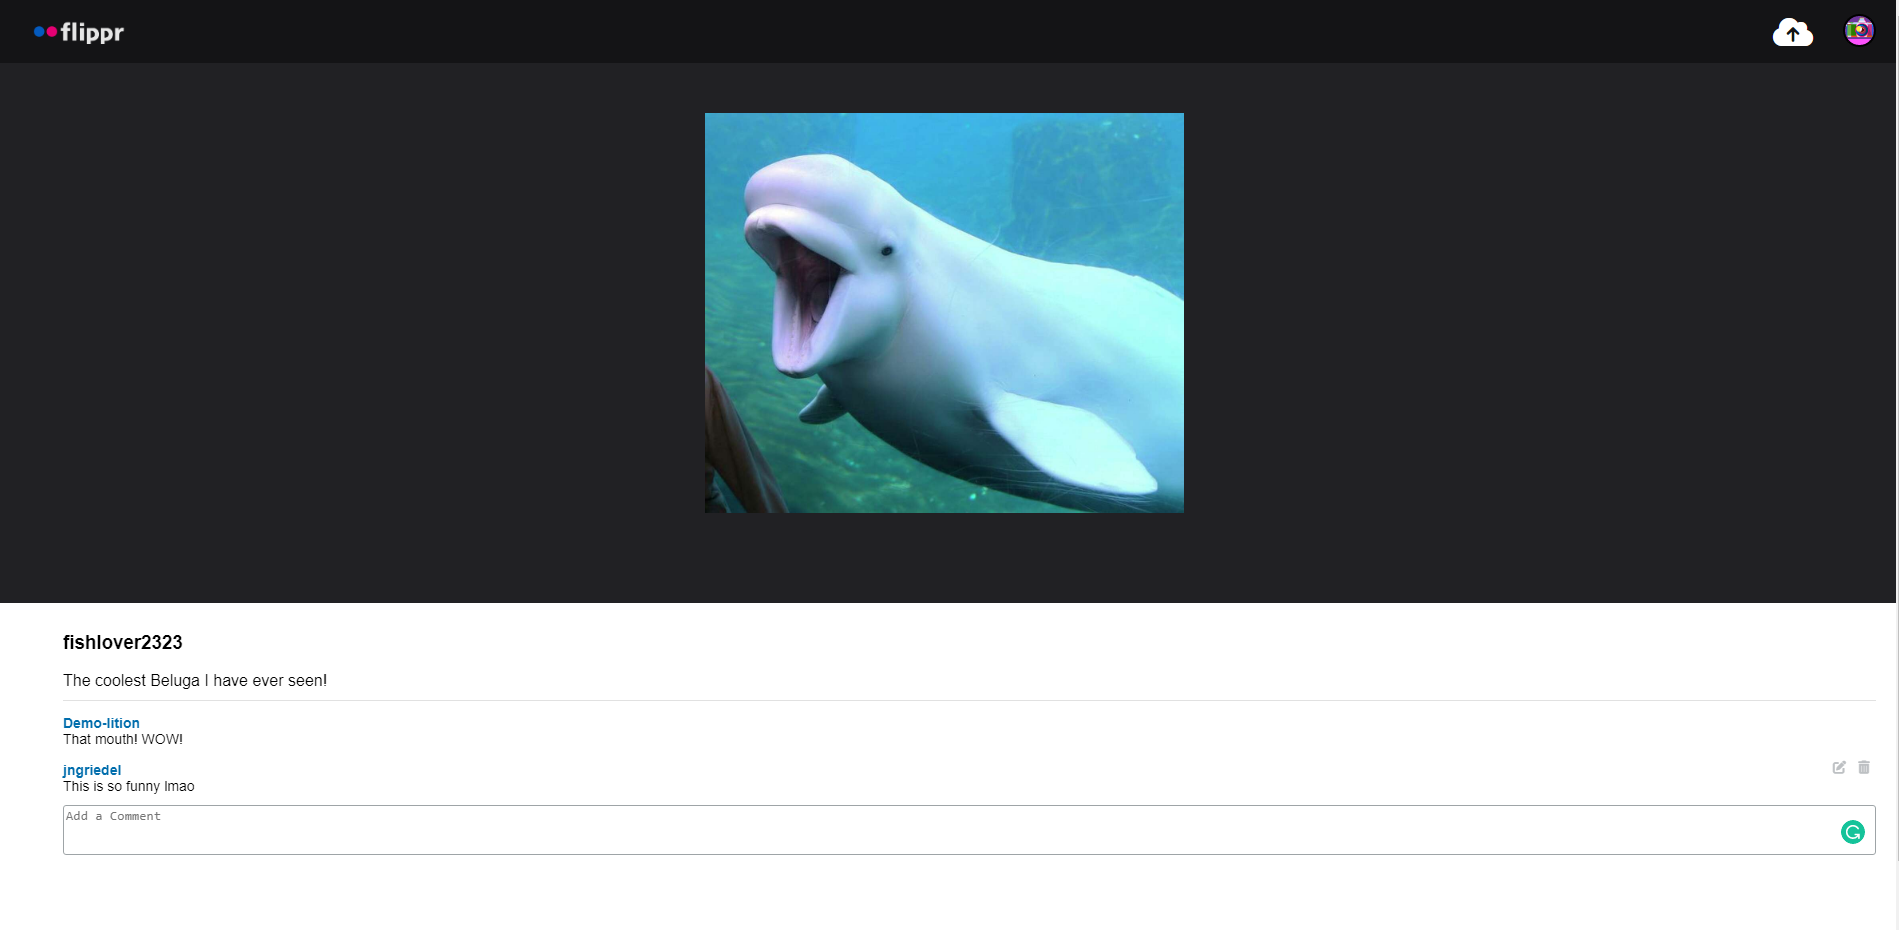 flippr
fishlover2323
The coolest Beluga I have ever seen!
Demo-lition
That mouth! WOW!
jngriedel
This is so funny lmao
Add a Comment